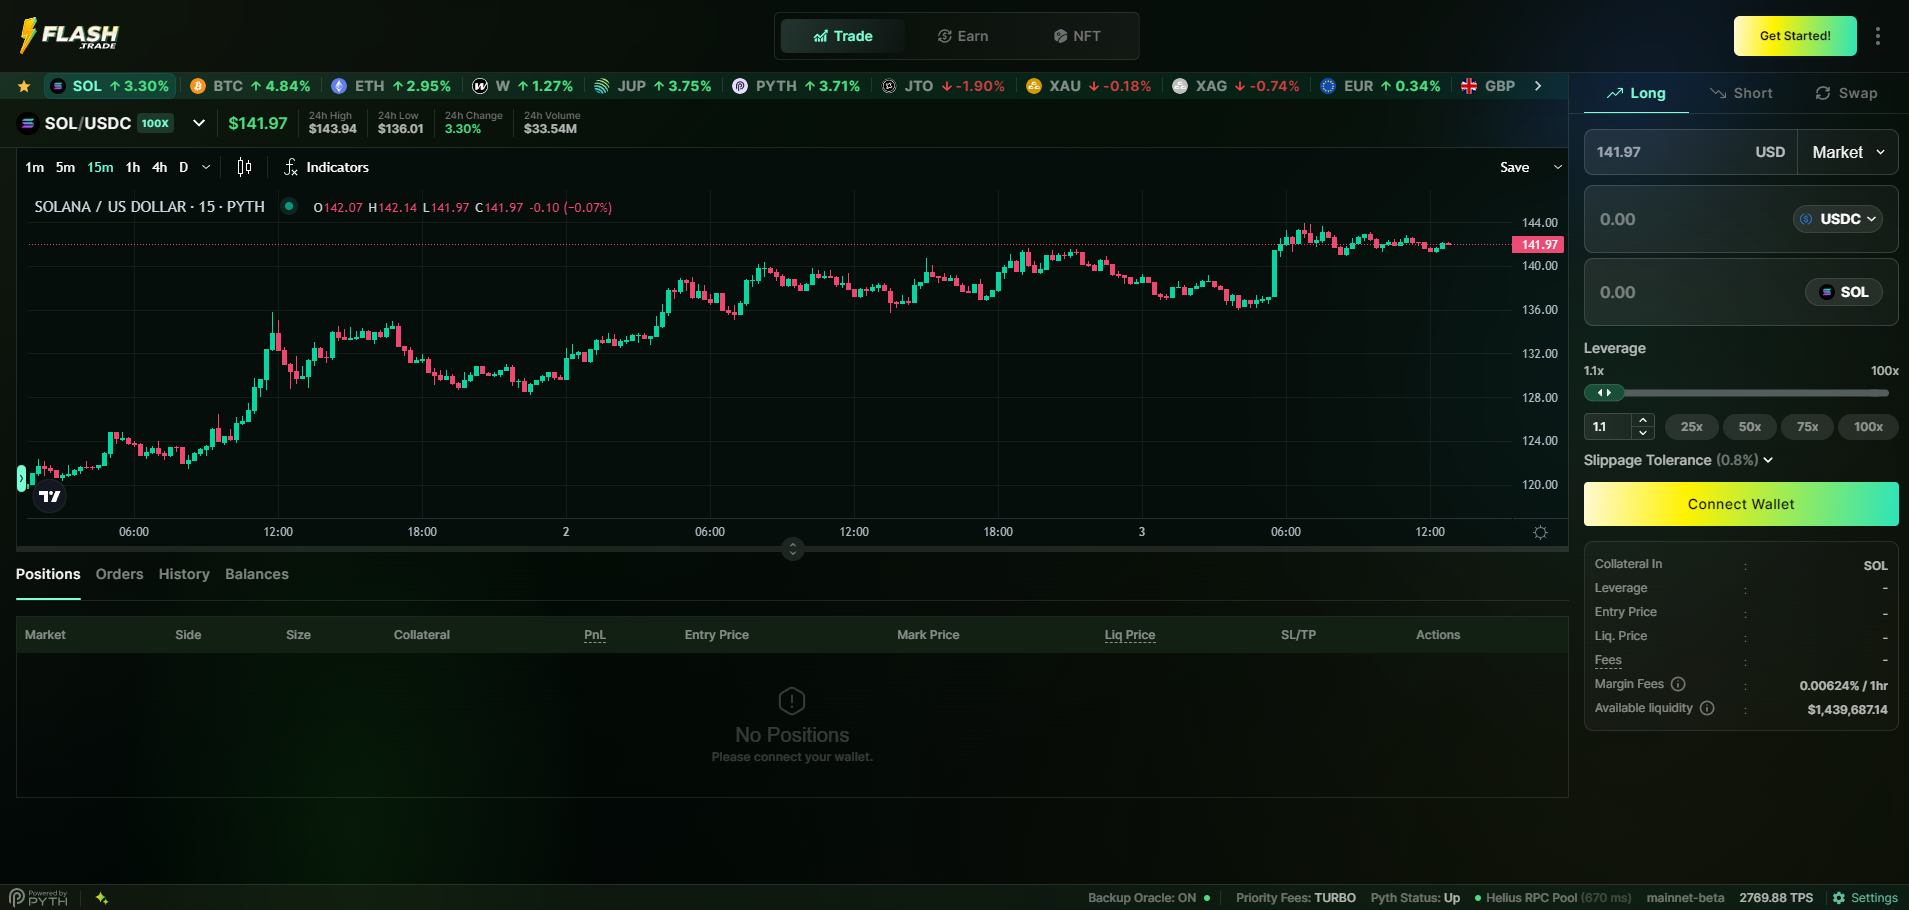 FLASH
.TRADE
Trade
Earn
NFT
Get Started!
SOL 3.30%
BTC 4.84%
ETH 2.95%
W 1.27%
JUP 3.75%
PYTH 3.71%
JTO -1.90%
XAU -0.18%
XAG -0.74%
EUR 0.34%
GBP
SOL/USDC 100X
$141.97
24h High
$143.94
24h Low
$136.01
24h Change
3.30%
24h Volume
$33.54M
1m 5m 15m 1h 4h D
Indicators
Save
SOLANA / US DOLLAR · 15 · PYTH
O142.07 H142.14 L141.97 C141.97 -0.10 (−0.07%)
144.00
141.97
140.00
136.00
132.00
128.00
124.00
120.00
06:00 12:00 18:00 2 06:00 12:00 18:00 3 06:00 12:00
Long
Short
Swap
141.97 USD
Market
0.00 USDC
0.00 SOL
Leverage
1.1x 100x
1.1
25x 50x 75x 100x
Slippage Tolerance (0.8%)
Connect Wallet
Collateral In : SOL
Leverage : -
Entry Price : -
Liq. Price : -
Fees : -
Margin Fees : 0.00624% / 1hr
Available liquidity : $1,439,687.14
Positions Orders History Balances
Market Side Size Collateral PnL Entry Price Mark Price Liq Price SL/TP Actions
No Positions
Please connect your wallet.
Powered by
PYTH
Backup Oracle: ON
Priority Fees: TURBO
Pyth Status: Up
Helius RPC Pool (670 ms)
mainnet-beta
2769.88 TPS
Settings